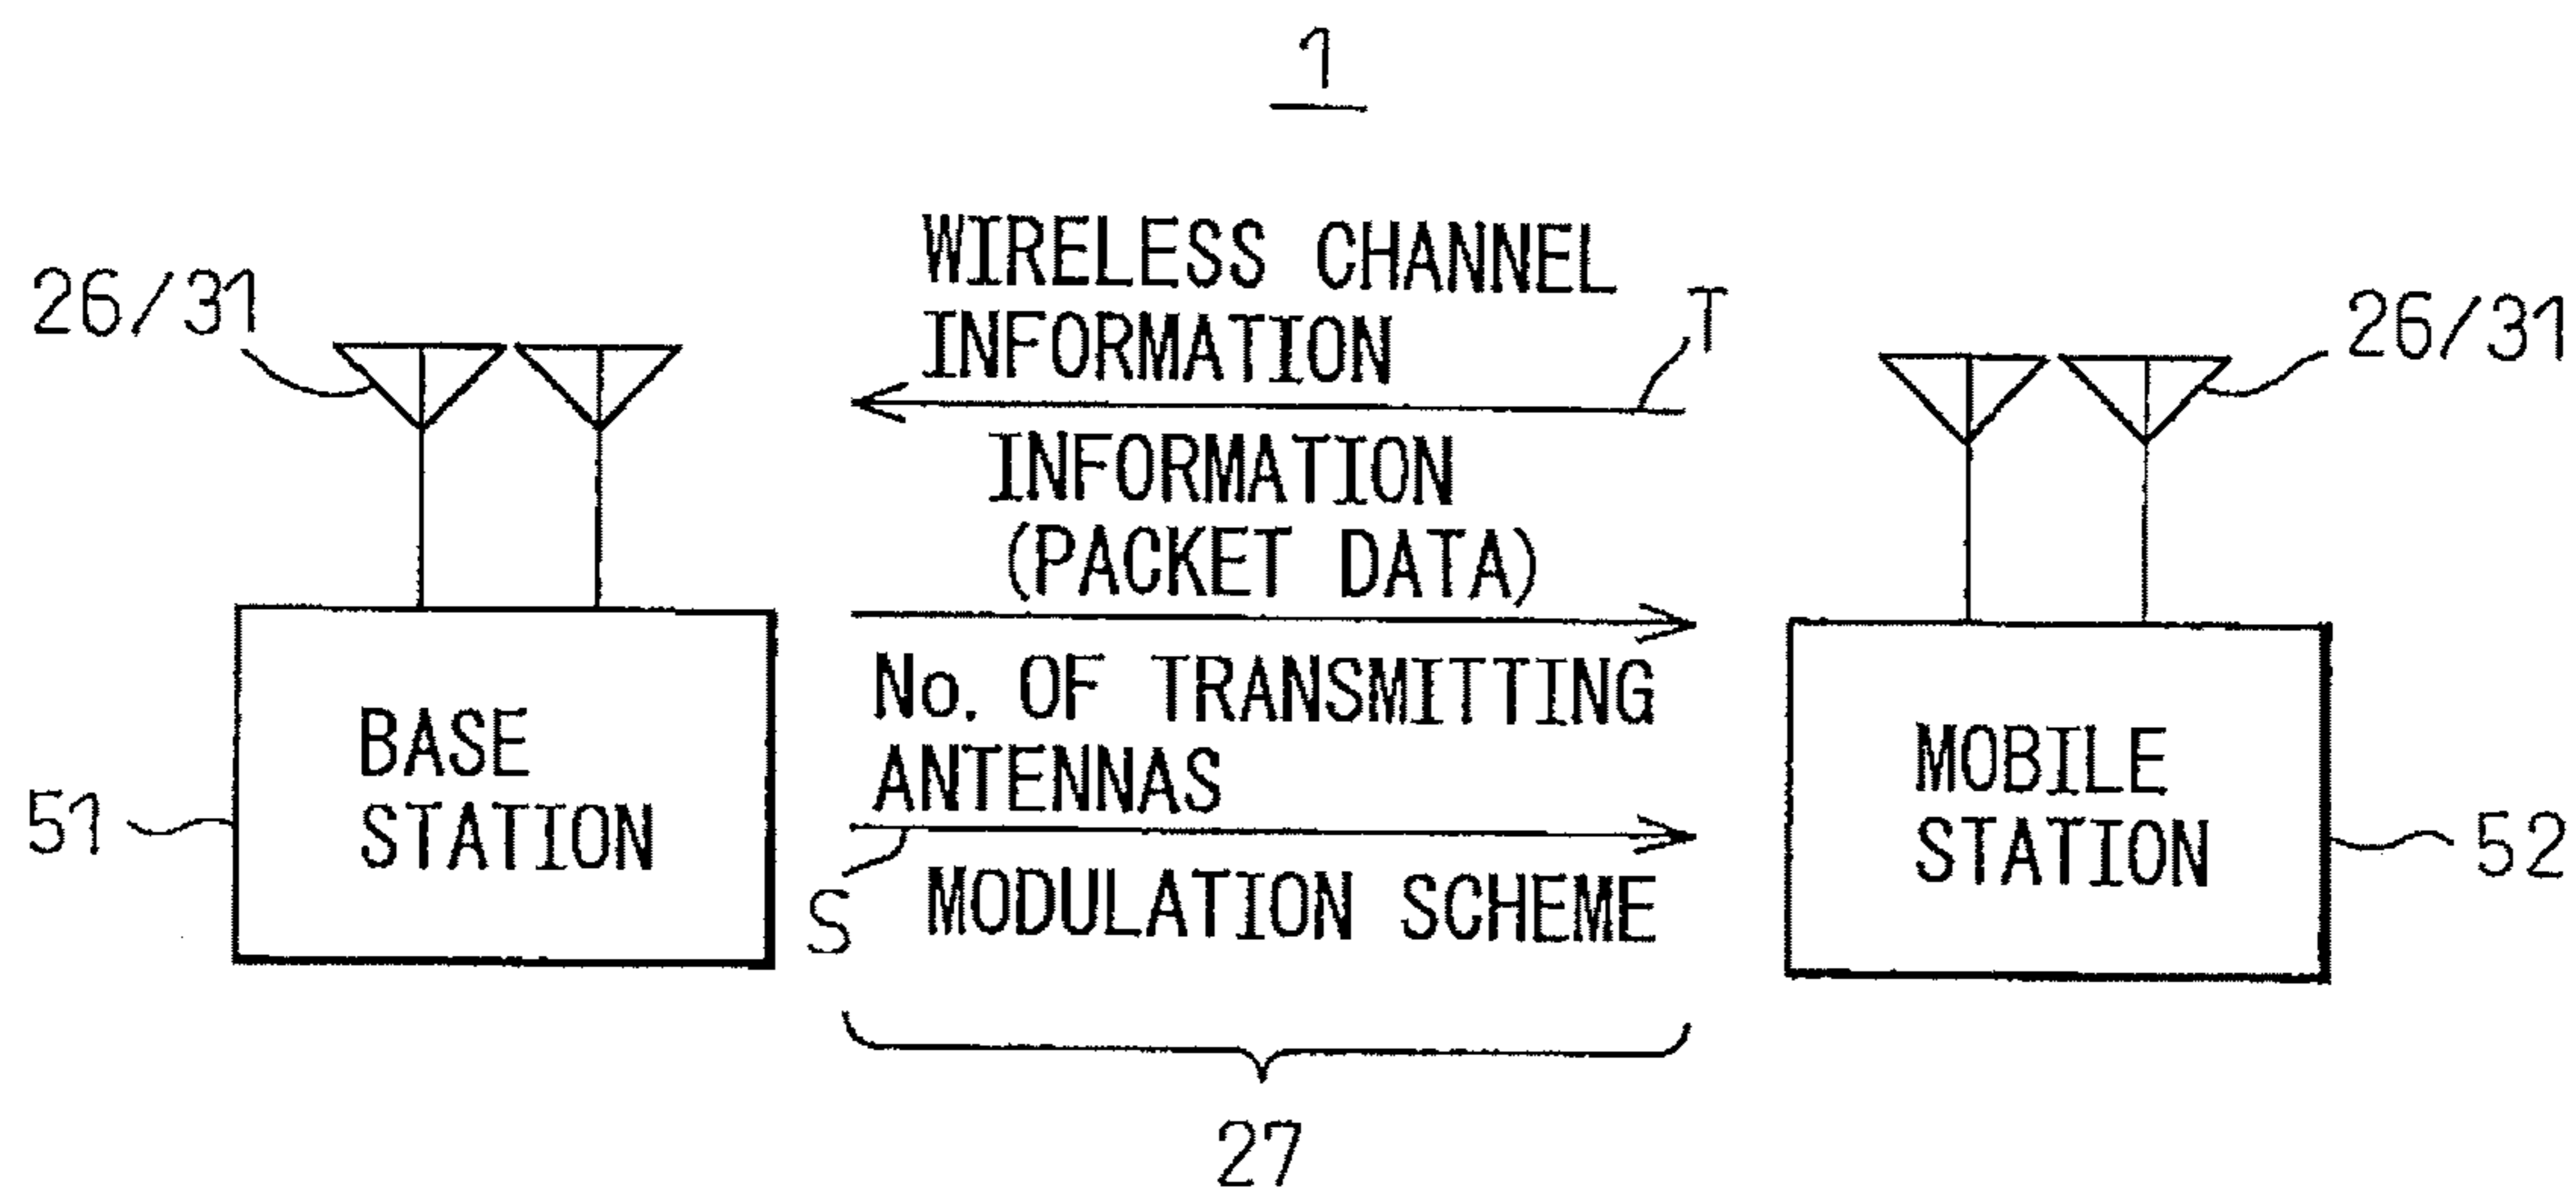 1
WIRELESS CHANNEL
INFORMATION
T
26/31
26/31
INFORMATION
(PACKET DATA)
No. OF TRANSMITTING
ANTENNAS
BASE
STATION
MOBILE
STATION
51
52
S
MODULATION SCHEME
27